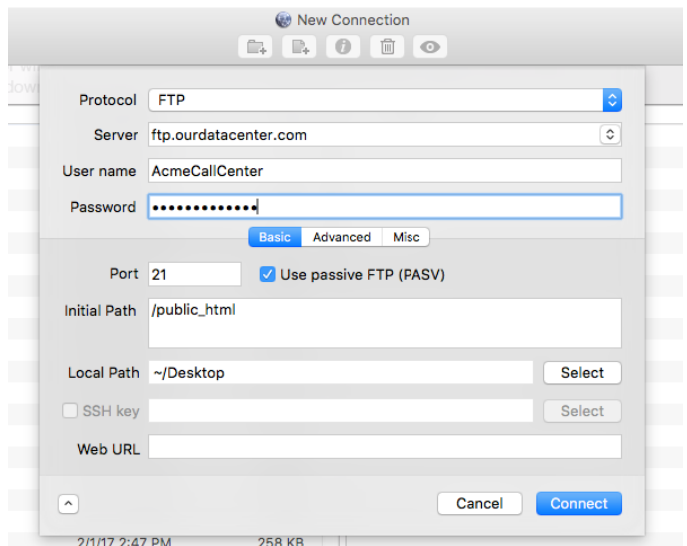 New Connection
Protocol FTP
Server ftp.ourdatacenter.com
User name AcmeCallCenter
Password •••••••••••••
Basic Advanced Misc
Port 21 Use passive FTP (PASV)
Initial Path /public_html
Local Path ~/Desktop Select
SSH key Select
Web URL
Cancel Connect
2/1/17 2:47 PM 258 KB